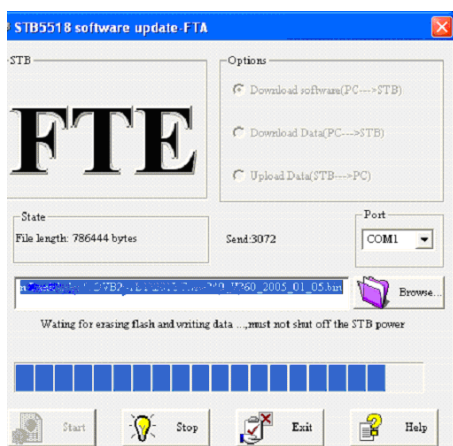 STB5518 software update-FTA
STB
FTE
Options
Download software(PC--->STB)
Download Data(PC--->STB)
Upload Data(STB--->PC)
State
File length: 786444 bytes
Send:3072
Port
COM1
2005_01_05.bin
Browse...
Wating for erasing flash and writing data ...,must not shut off the STB power
Start
Stop
Exit
Help